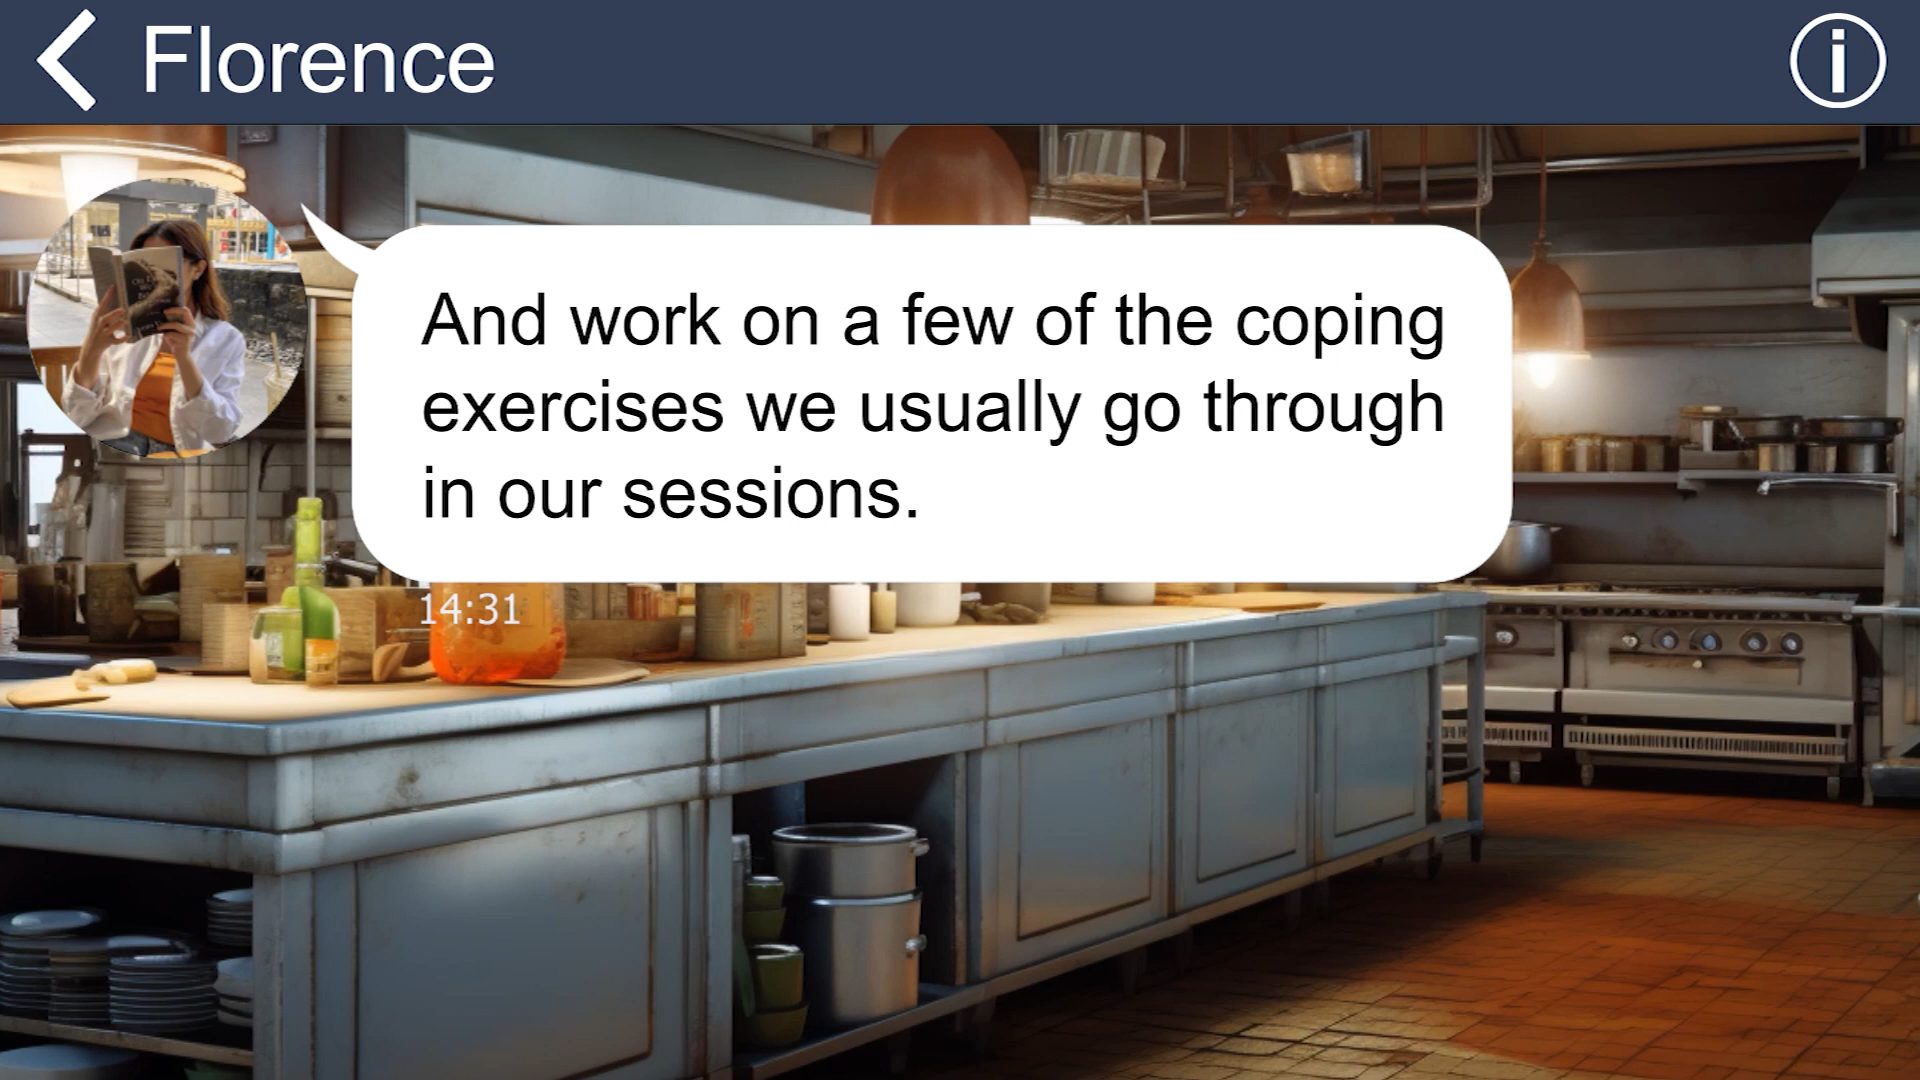 Florence
And work on a few of the coping
exercises we usually go through
in our sessions.
14:31